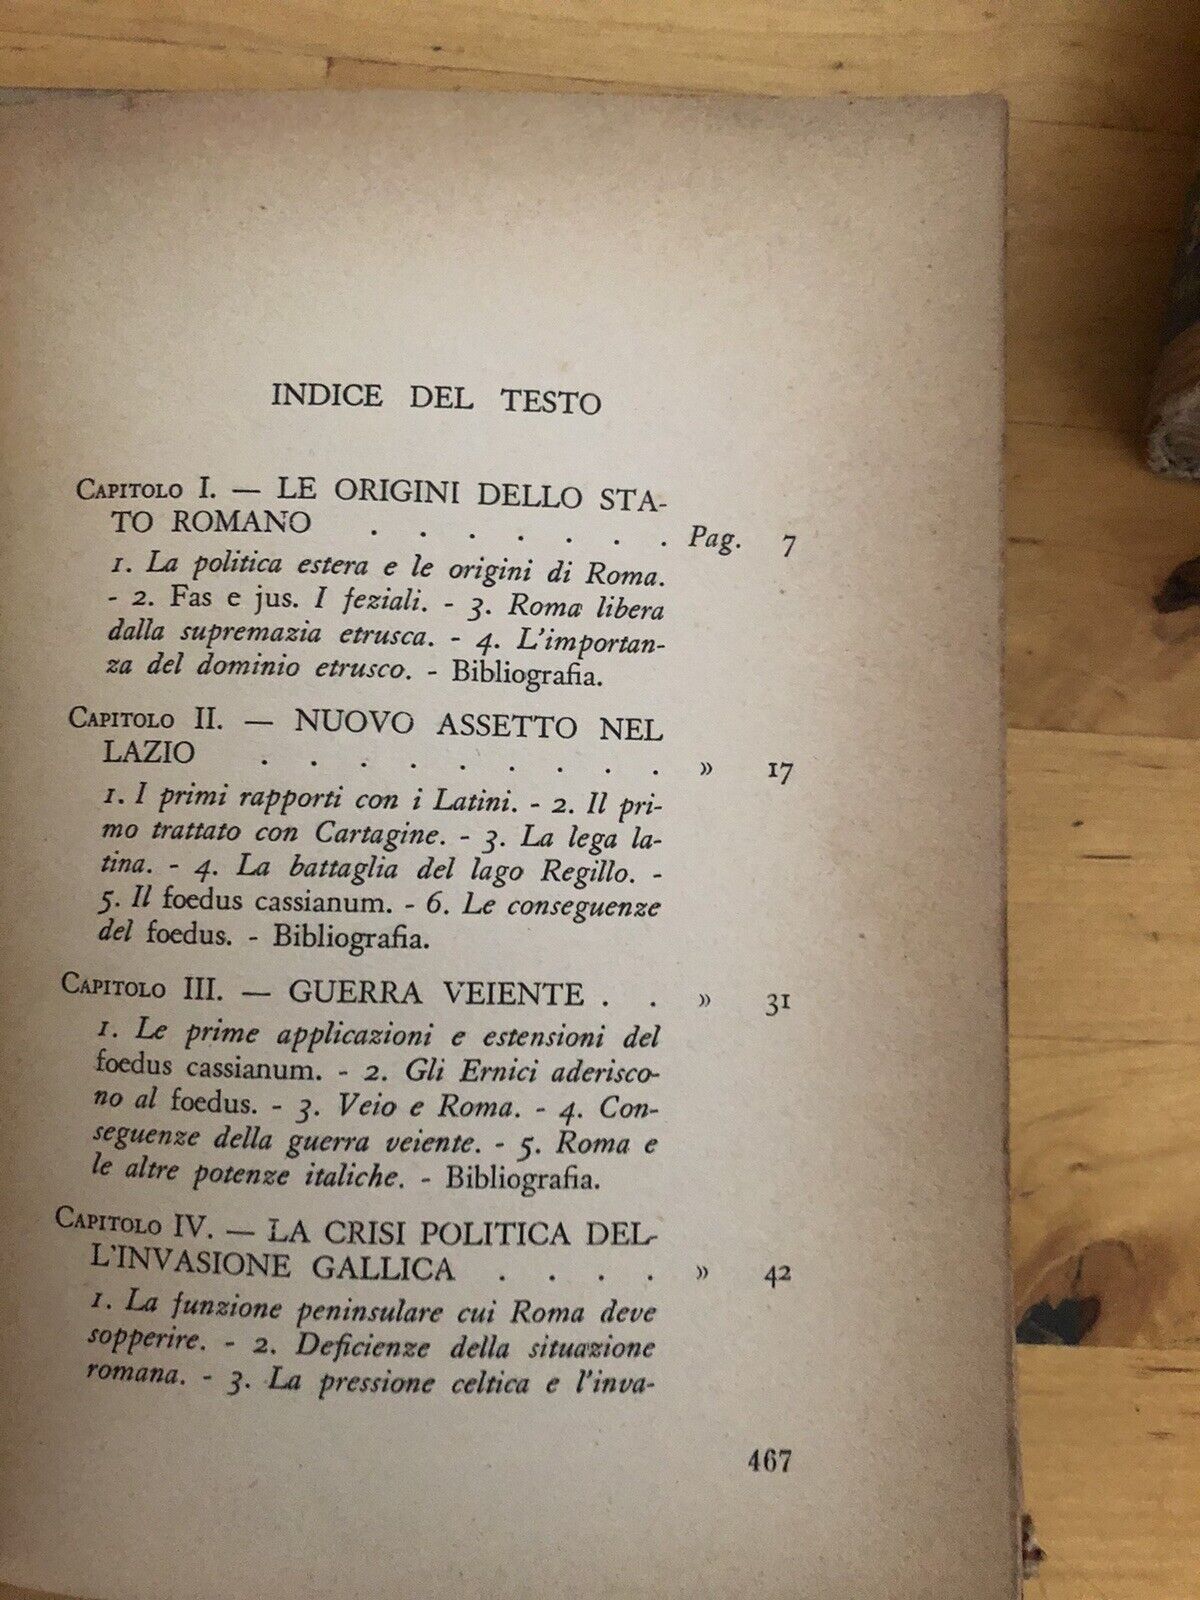 INDICE DEL TESTO
Capitolo I. — LE ORIGINI DELLO STA-
TO ROMANO . . . . . . . Pag. 7
1. La politica estera e le origini di Roma.
- 2. Fas e jus. I feziali. - 3. Roma libera
dalla supremazia etrusca. - 4. L'importan-
za del dominio etrusco. - Bibliografia.
Capitolo II. — NUOVO ASSETTO NEL
LAZIO . . . . . . . . . » 17
1. I primi rapporti con i Latini. - 2. Il pri-
mo trattato con Cartagine. - 3. La lega la-
tina. - 4. La battaglia del lago Regillo. -
5. Il foedus cassianum. - 6. Le conseguenze
del foedus. - Bibliografia.
Capitolo III. — GUERRA VEIENTE . . » 31
1. Le prime applicazioni e estensioni del
foedus cassianum. - 2. Gli Ernici aderisco-
no al foedus. - 3. Veio e Roma. - 4. Con-
seguenze della guerra veiente. - 5. Roma e
le altre potenze italiche. - Bibliografia.
Capitolo IV. — LA CRISI POLITICA DEL-
L'INVASIONE GALLICA . . . . » 42
1. La funzione peninsulare cui Roma deve
sopperire. - 2. Deficienze della situazione
romana. - 3. La pressione celtica e l'inva-
467